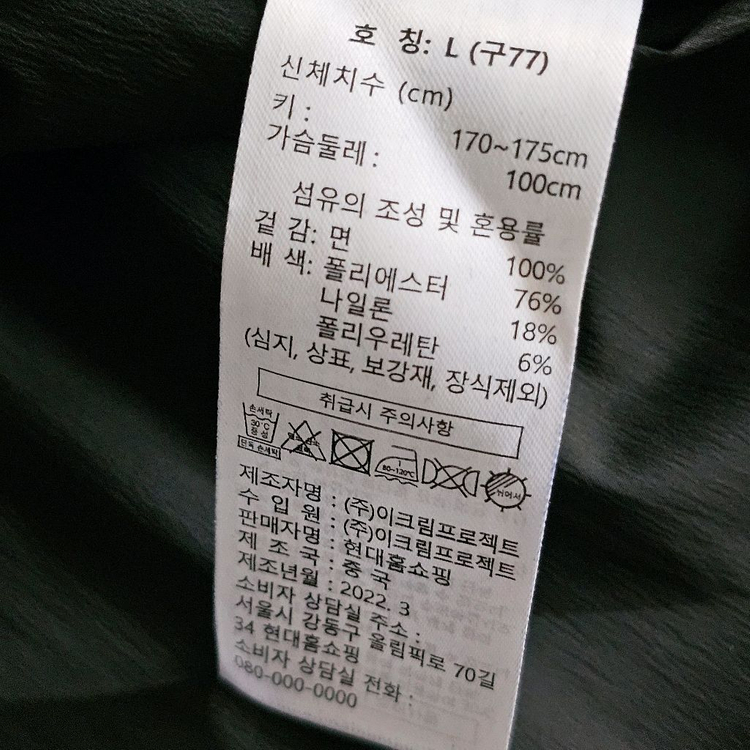 호 칭: L (구77)
신체치수 (cm)
키 : 170~175cm
가슴둘레 : 100cm
섬유의 조성 및 혼용률
겉 감: 면 100%
배 색: 폴리에스터 76%
나일론 18%
폴리우레탄 6%
(심지, 상표, 보강재, 장식제외)
취급시 주의사항
손세탁
30℃
중성
단독 손세탁
80~120℃
뉘어서
제조자명 : (주)이크림프로젝트
수 입 원 : (주)이크림프로젝트
판매자명 : 현대홈쇼핑
제 조 국 : 중 국
제조년월 : 2022. 3
소비자 상담실 주소 :
서울시 강동구 올림픽로 70길
34 현대홈쇼핑
소비자 상담실 전화 :
080-000-0000